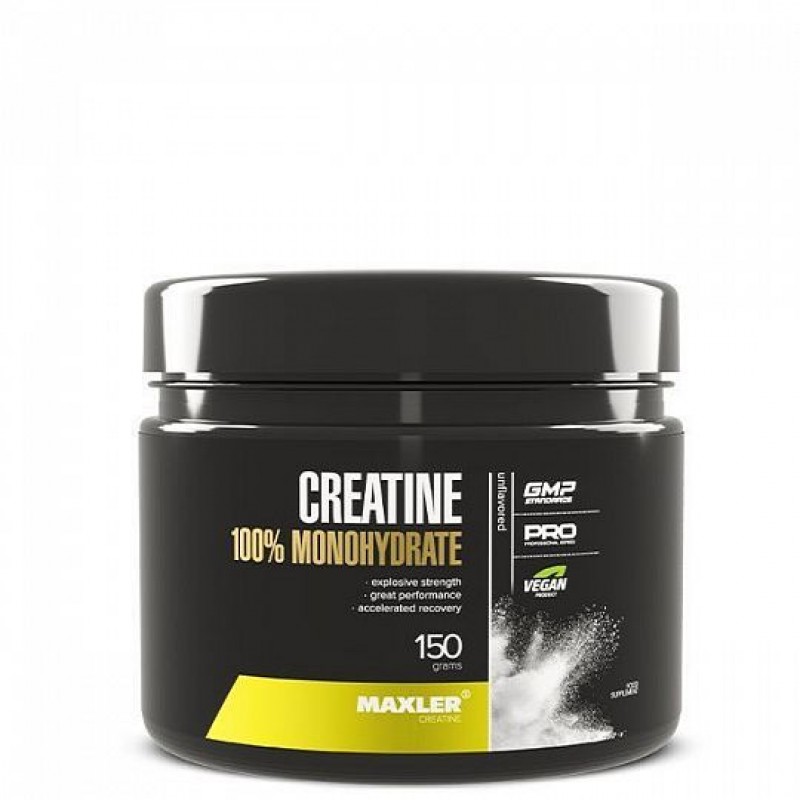 CREATINE
100% MONOHYDRATE
· explosive strength
· great performance
· accelerated recovery
150
grams
MAXLER®
CREATINE
unflavored
GMP
STANDARDS
PRO
PROFESSIONAL SERIES
VEGAN
PRODUCT
FOOD
SUPPLEMENT